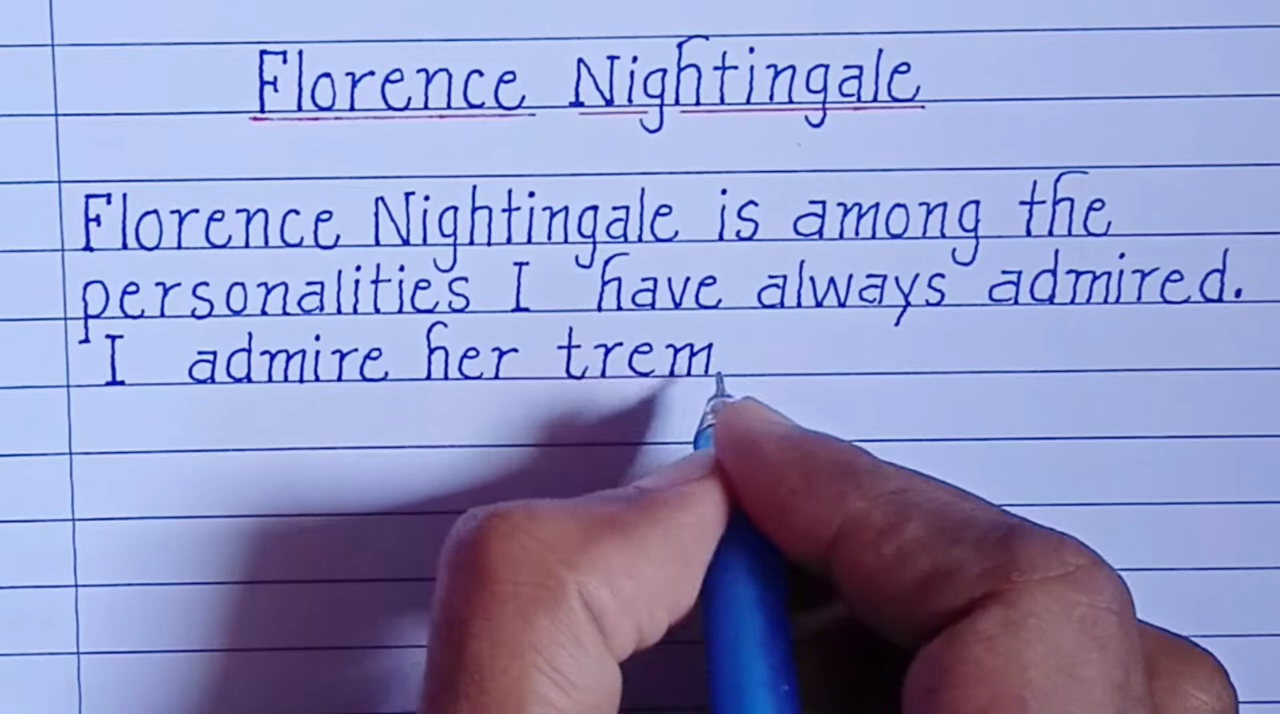 Florence Nightingale
Florence Nightingale is among the
personalities I have always admired.
I admire her trem